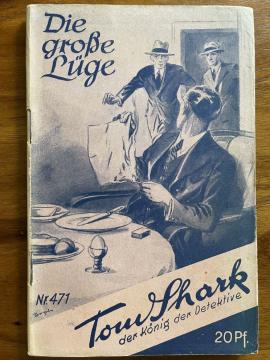 Die
große
Lüge
Nr. 471
Tom Shark
der König der Detektive
20 Pf.